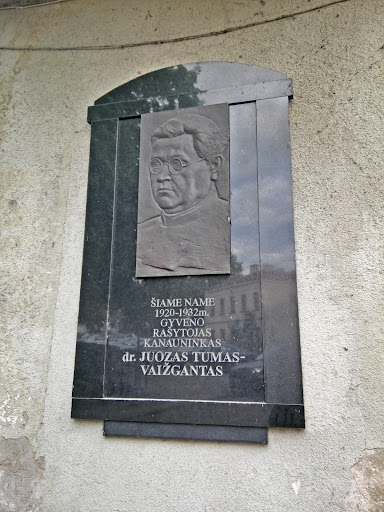 ŠIAME NAME
1920-1932m.
GYVENO
RAŠYTOJAS
KANAUNINKAS
dr. JUOZAS TUMAS-
VAIŽGANTAS